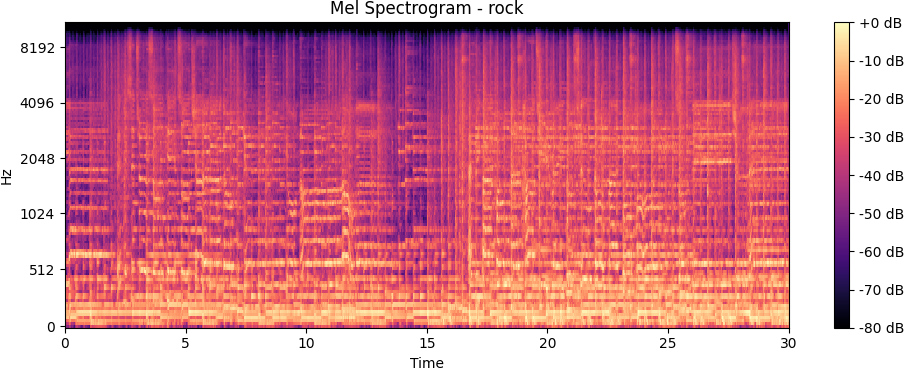 Mel Spectrogram - rock
Hz
8192
4096
2048
1024
512
0
0 5 10 15 20 25 30
Time
+0 dB
-10 dB
-20 dB
-30 dB
-40 dB
-50 dB
-60 dB
-70 dB
-80 dB